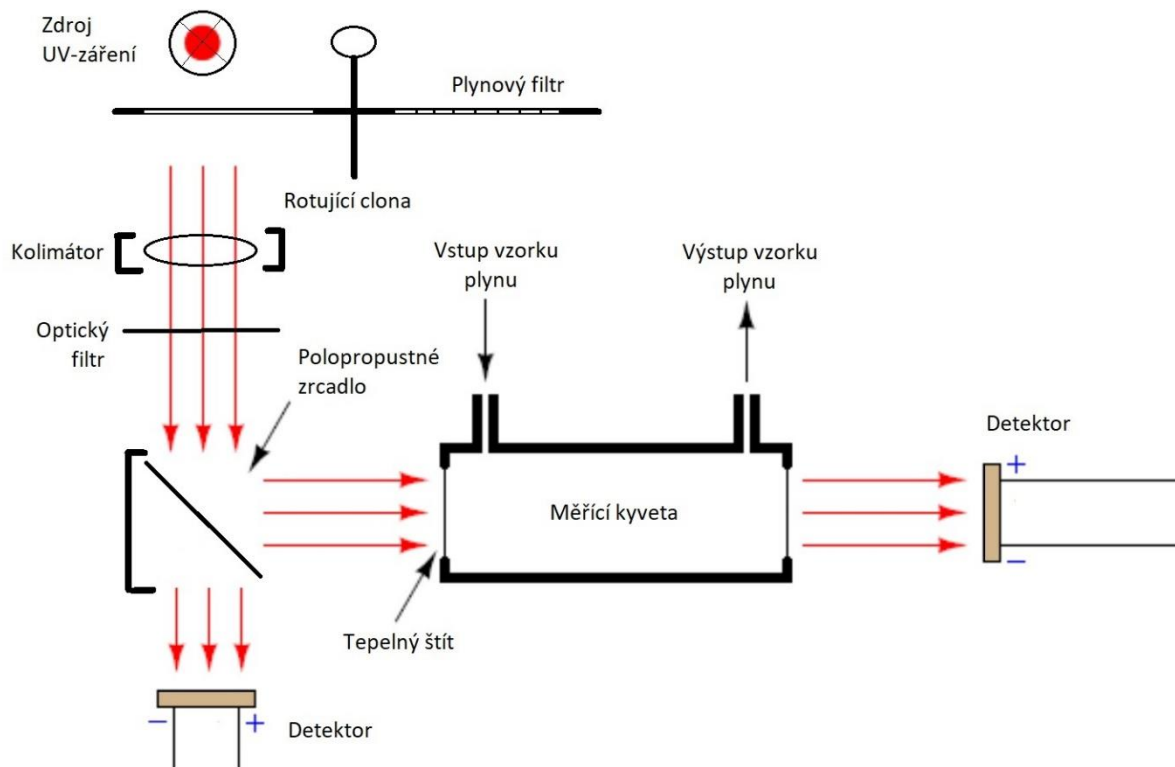 Zdroj
UV-záření
Plynový filtr
Rotující clona
Kolimátor
Vstup vzorku
plynu
Výstup vzorku
plynu
Optický
filtr
Polopropustné
zrcadlo
Detektor
+
Měřící kyveta
−
Tepelný štít
− +
Detektor